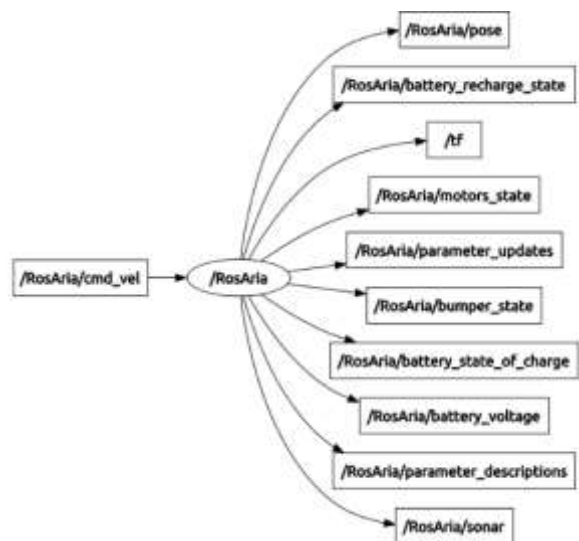 /RosAria/pose
/RosAria/battery_recharge_state
/tf
/RosAria/motors_state
/RosAria/cmd_vel
/RosAria
/RosAria/parameter_updates
/RosAria/bumper_state
/RosAria/battery_state_of_charge
/RosAria/battery_voltage
/RosAria/parameter_descriptions
/RosAria/sonar